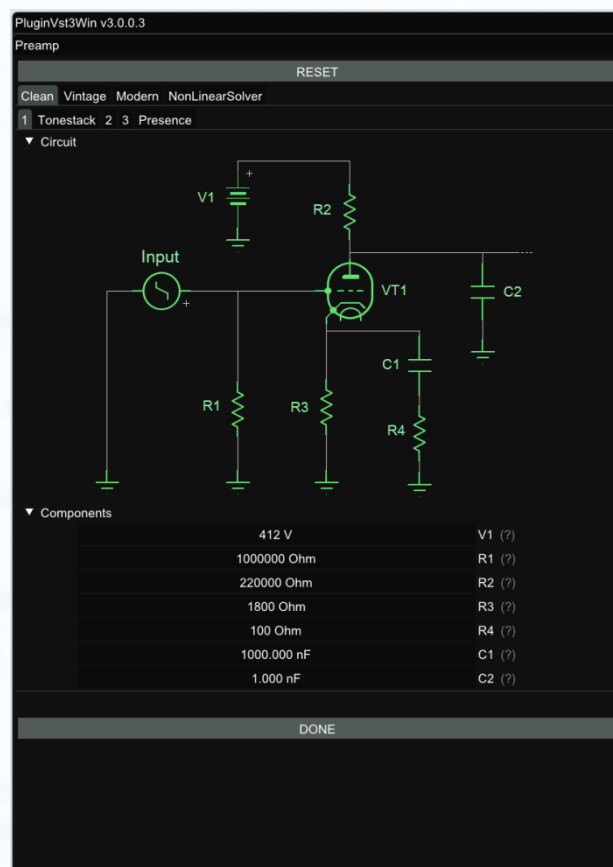 PluginVst3Win v3.0.0.3
Preamp
RESET
Clean Vintage Modern NonLinearSolver
1 Tonestack 2 3 Presence
▼ Circuit
+
V1
R2
Input
+
VT1
C2
C1
R1
R3
R4
▼ Components
412 V V1 (?)
1000000 Ohm R1 (?)
220000 Ohm R2 (?)
1800 Ohm R3 (?)
100 Ohm R4 (?)
1000.000 nF C1 (?)
1.000 nF C2 (?)
DONE